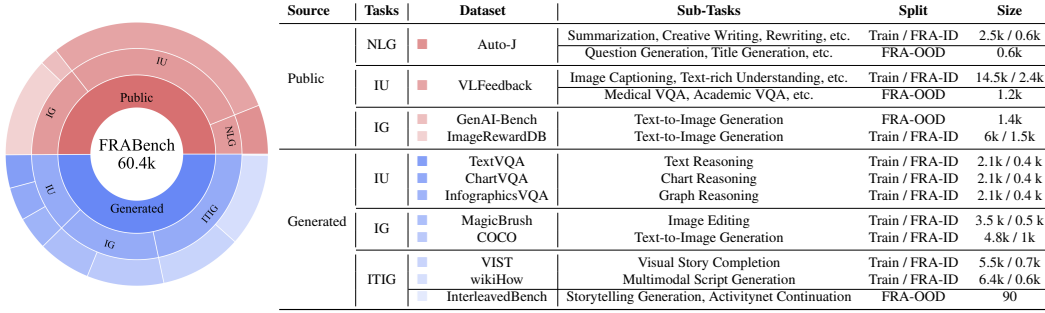 IU
IG
Public
NLG
FRABench
60.4k
IU
Generated
ITIG
IG
Source Tasks Dataset Sub-Tasks Split Size
Public NLG Auto-J Summarization, Creative Writing, Rewriting, etc. Train / FRA-ID 2.5k / 0.6k
Question Generation, Title Generation, etc. FRA-OOD 0.6k
IU VLFeedback Image Captioning, Text-rich Understanding, etc. Train / FRA-ID 14.5k / 2.4k
Medical VQA, Academic VQA, etc. FRA-OOD 1.2k
IG GenAI-Bench Text-to-Image Generation FRA-OOD 1.4k
ImageRewardDB Text-to-Image Generation Train / FRA-ID 6k / 1.5k
Generated IU TextVQA Text Reasoning Train / FRA-ID 2.1k / 0.4 k
ChartVQA Chart Reasoning Train / FRA-ID 2.1k / 0.4 k
InfographicsVQA Graph Reasoning Train / FRA-ID 2.1k / 0.4 k
IG MagicBrush Image Editing Train / FRA-ID 3.5 k / 0.5 k
COCO Text-to-Image Generation Train / FRA-ID 4.8k / 1k
ITIG VIST Visual Story Completion Train / FRA-ID 5.5k / 0.7k
wikiHow Multimodal Script Generation Train / FRA-ID 6.4k / 0.6k
InterleavedBench Storytelling Generation, Activitynet Continuation FRA-OOD 90